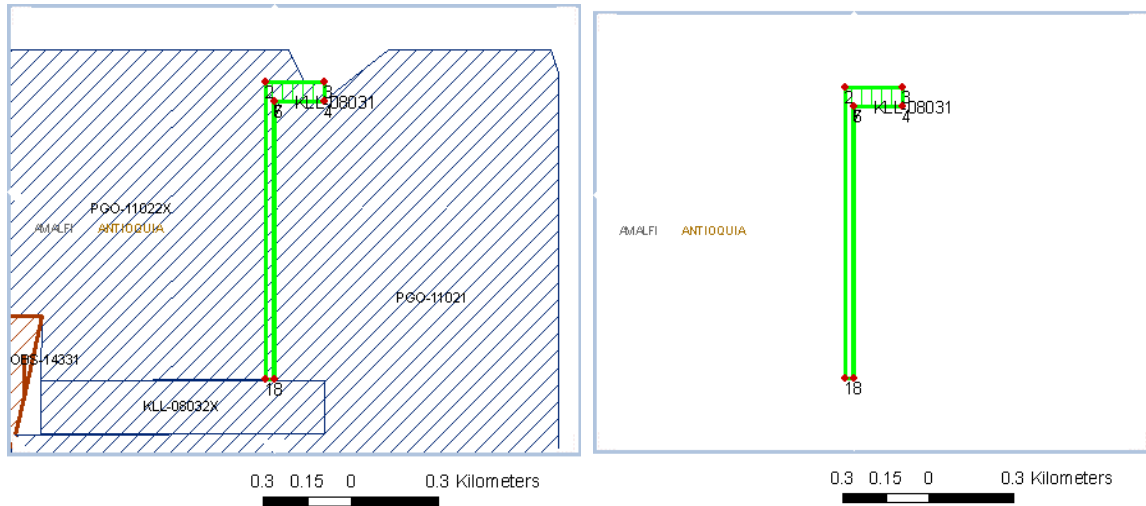 2
3
KLL-08031
6
4
PGO-11022X
AMALFI ANTIOQUIA
PGO-11021
OBS-14331
18
KLL-08032X
0.3 0.15 0 0.3 Kilometers
2
3
KLL-08031
6
4
AMALFI ANTIOQUIA
18
0.3 0.15 0 0.3 Kilometers